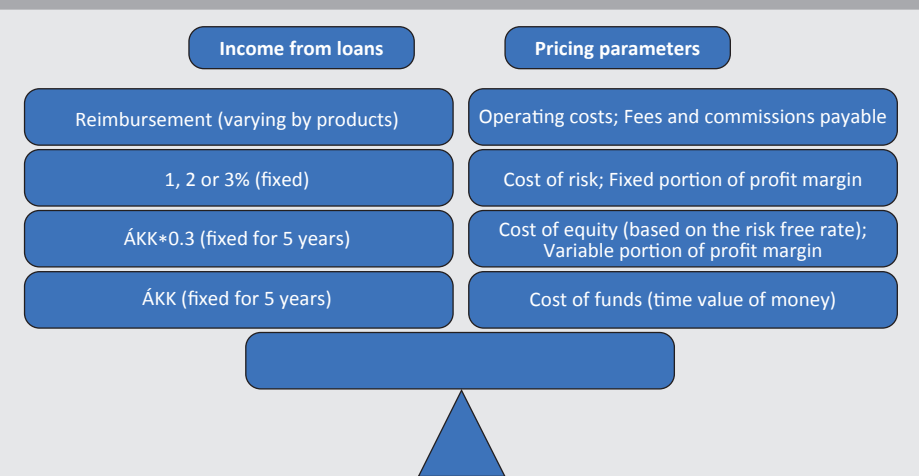 Income from loans
Pricing parameters
Reimbursement (varying by products)
Operating costs; Fees and commissions payable
1, 2 or 3% (fixed)
Cost of risk; Fixed portion of profit margin
ÁKK*0.3 (fixed for 5 years)
Cost of equity (based on the risk free rate);
Variable portion of profit margin
ÁKK (fixed for 5 years)
Cost of funds (time value of money)